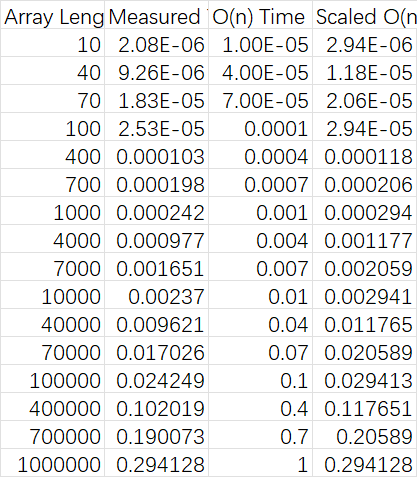 Array Leng Measured O(n) Time Scaled O(n
10 2.08E-06 1.00E-05 2.94E-06
40 9.26E-06 4.00E-05 1.18E-05
70 1.83E-05 7.00E-05 2.06E-05
100 2.53E-05 0.0001 2.94E-05
400 0.000103 0.0004 0.000118
700 0.000198 0.0007 0.000206
1000 0.000242 0.001 0.000294
4000 0.000977 0.004 0.001177
7000 0.001651 0.007 0.002059
10000 0.00237 0.01 0.002941
40000 0.009621 0.04 0.011765
70000 0.017026 0.07 0.020589
100000 0.024249 0.1 0.029413
400000 0.102019 0.4 0.117651
700000 0.190073 0.7 0.20589
1000000 0.294128 1 0.294128